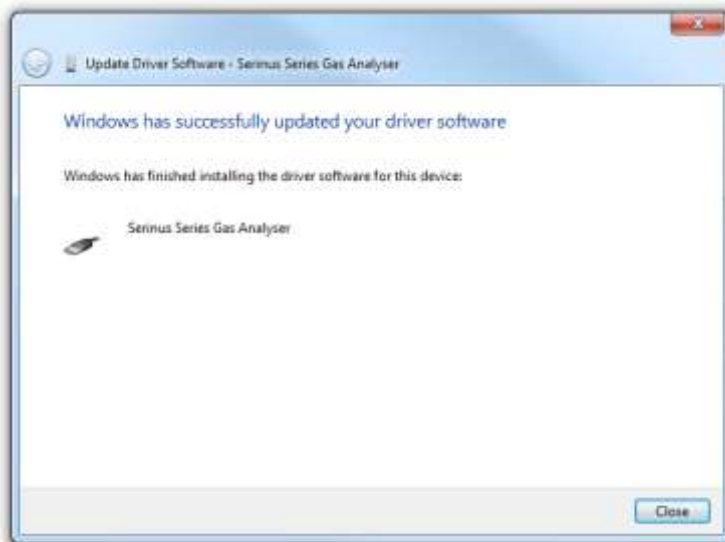 Update Driver Software - Serinus Series Gas Analyser
Windows has successfully updated your driver software
Windows has finished installing the driver software for this device:
Serinus Series Gas Analyser
Close